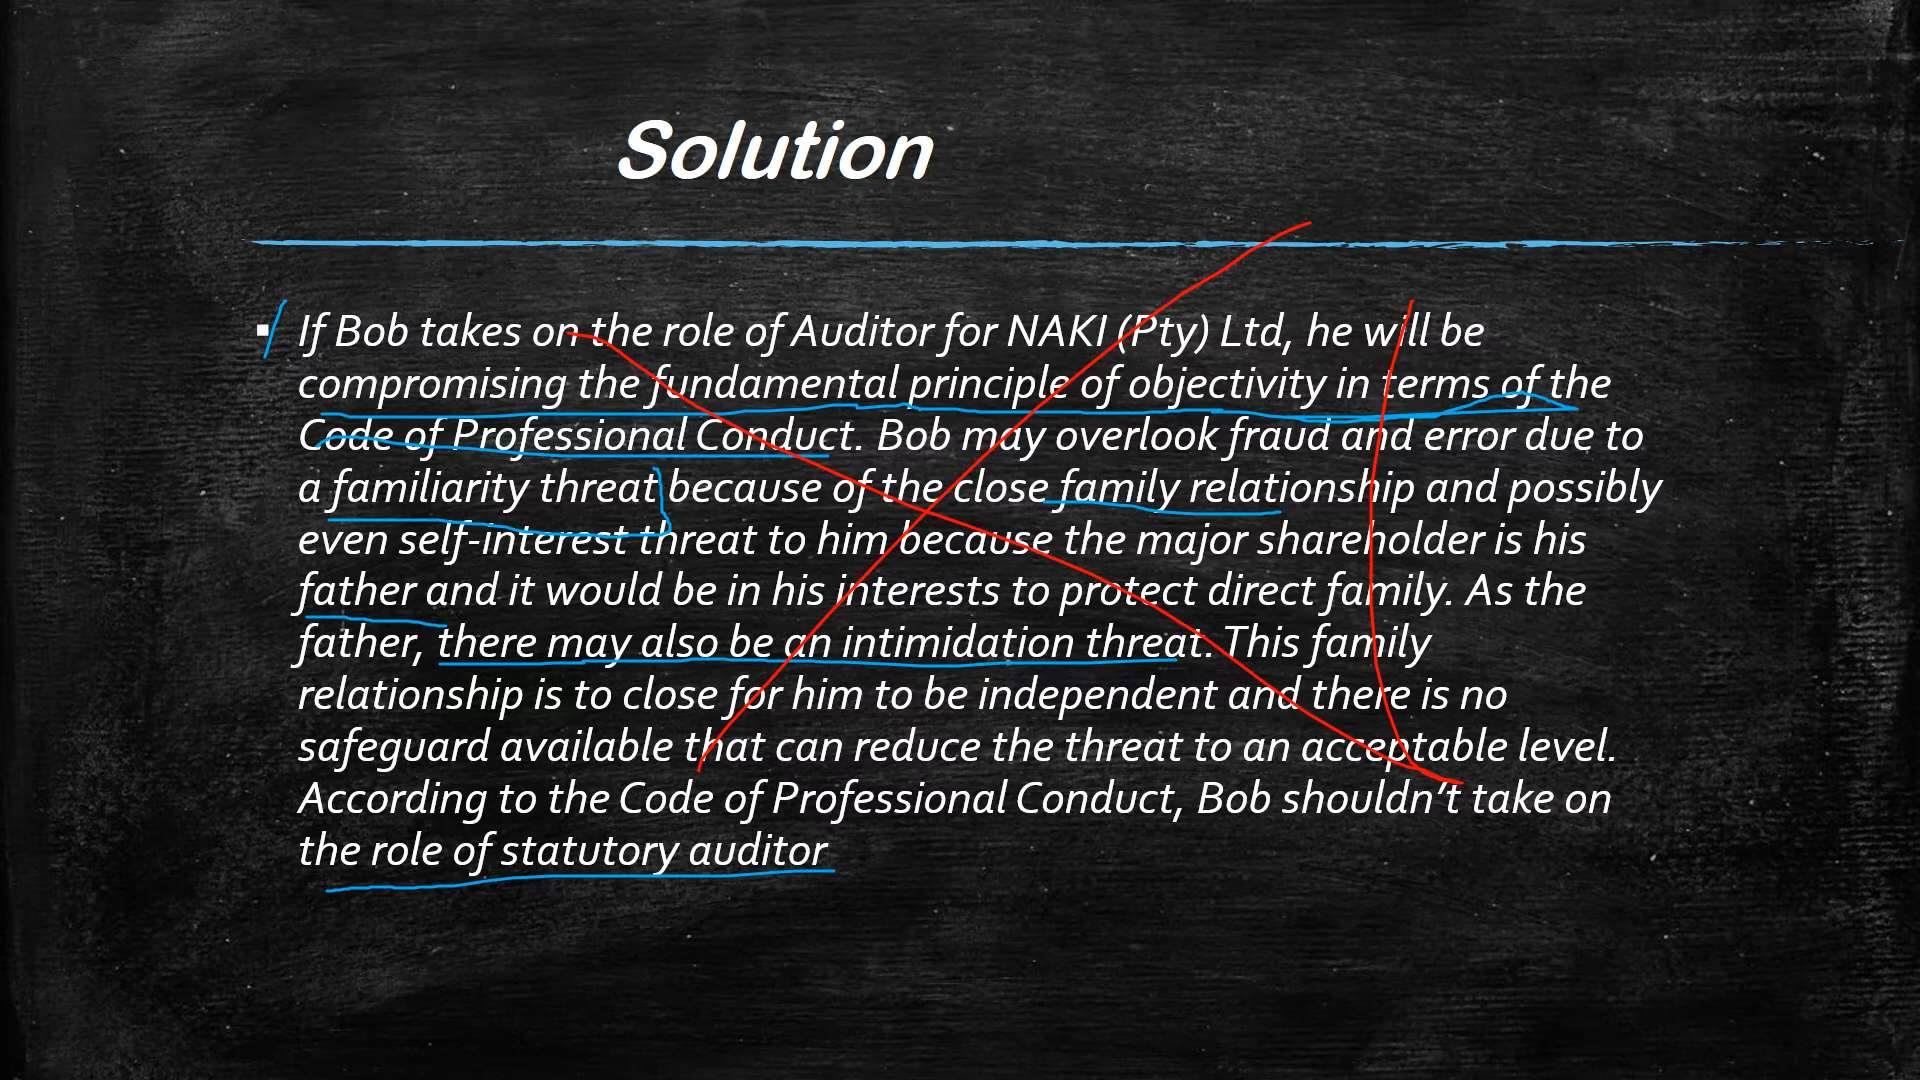 Solution
▪ If Bob takes on the role of Auditor for NAKI (Pty) Ltd, he will be
compromising the fundamental principle of objectivity in terms of the
Code of Professional Conduct. Bob may overlook fraud and error due to
a familiarity threat because of the close family relationship and possibly
even self-interest threat to him because the major shareholder is his
father and it would be in his interests to protect direct family. As the
father, there may also be an intimidation threat. This family
relationship is to close for him to be independent and there is no
safeguard available that can reduce the threat to an acceptable level.
According to the Code of Professional Conduct, Bob shouldn’t take on
the role of statutory auditor